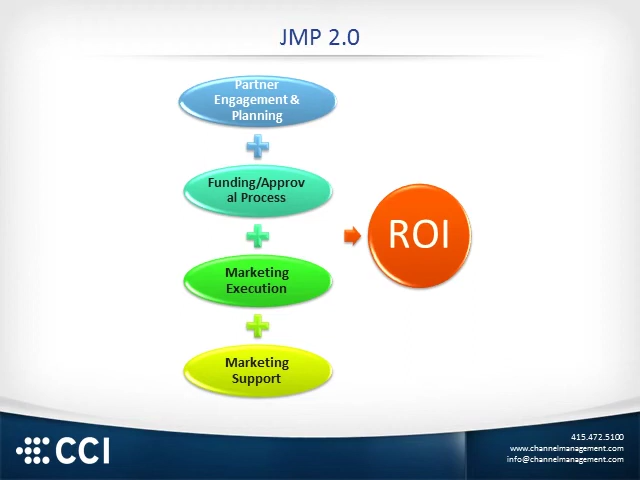 JMP 2.0
Partner
Engagement &
Planning
Funding/Approv
al Process
Marketing
Execution
Marketing
Support
ROI
CCI
415.472.5100
www.channelmanagement.com
info@channelmanagement.com